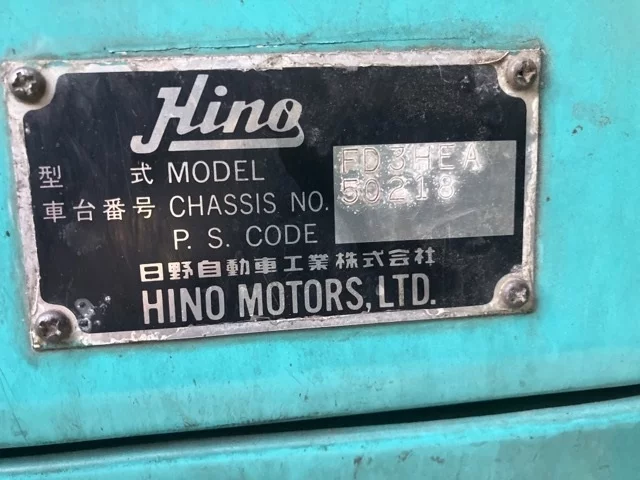 Hino
型 式 MODEL FD3HEA
車台番号 CHASSIS NO. 50218
P. S. CODE
日野自動車工業株式会社
HINO MOTORS, LTD.